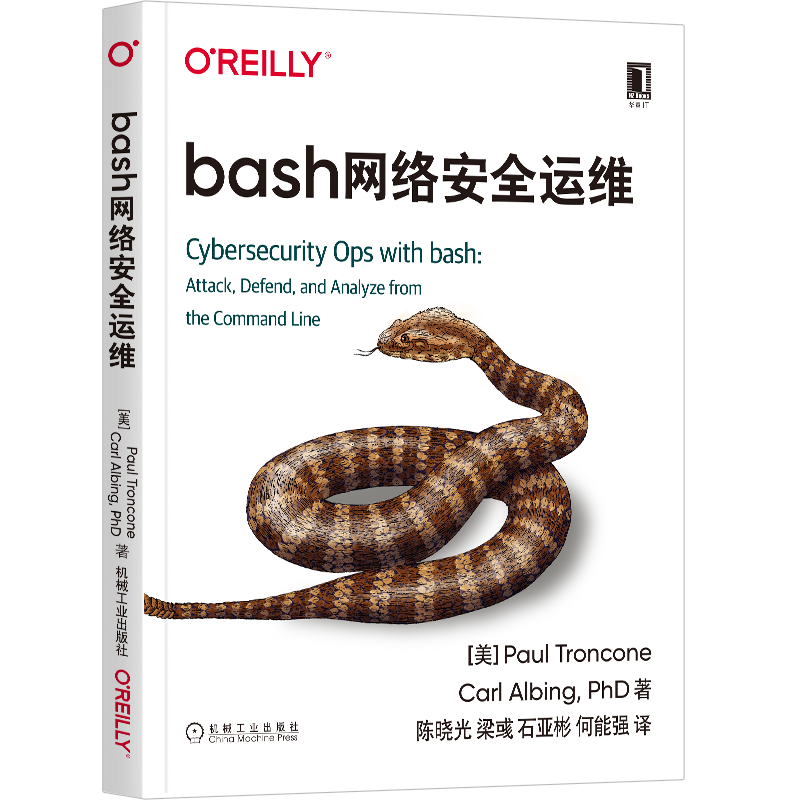 O'REILLY®
华章IT
bash网络安全运维
Cybersecurity Ops with bash:
Attack, Defend, and Analyze from
the Command Line
[美] Paul Troncone
Carl Albing, PhD 著
陈晓光 梁彧 石亚彬 何能强 译
机械工业出版社
China Machine Press
bash网络安全运维
[美]
Paul Troncone
Carl Albing, PhD 著
机械工业出版社
O'REILLY®